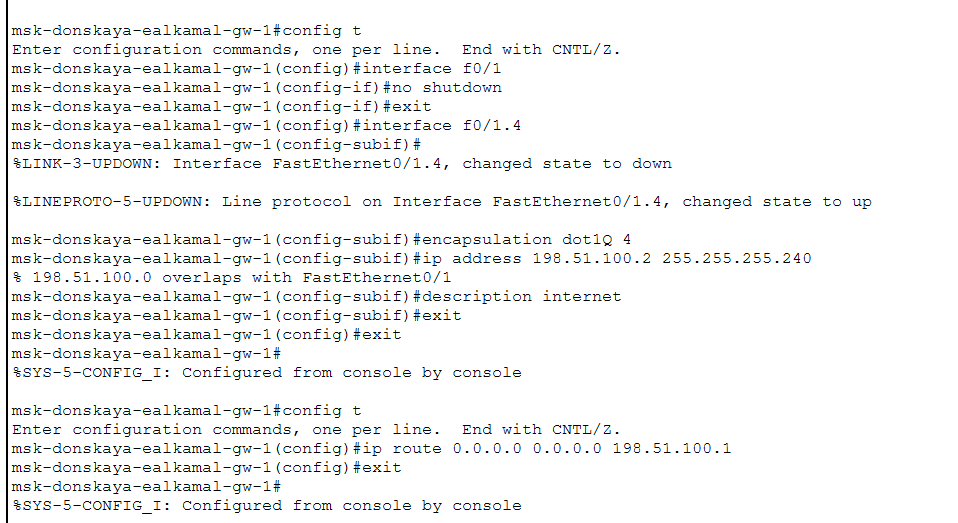 msk-donskaya-ealkamal-gw-1#config t
Enter configuration commands, one per line.  End with CNTL/Z.
msk-donskaya-ealkamal-gw-1(config)#interface f0/1
msk-donskaya-ealkamal-gw-1(config-if)#no shutdown
msk-donskaya-ealkamal-gw-1(config-if)#exit
msk-donskaya-ealkamal-gw-1(config)#interface f0/1.4
msk-donskaya-ealkamal-gw-1(config-subif)#
%LINK-3-UPDOWN: Interface FastEthernet0/1.4, changed state to down
%LINEPROTO-5-UPDOWN: Line protocol on Interface FastEthernet0/1.4, changed state to up
msk-donskaya-ealkamal-gw-1(config-subif)#encapsulation dot1Q 4
msk-donskaya-ealkamal-gw-1(config-subif)#ip address 198.51.100.2 255.255.255.240
% 198.51.100.0 overlaps with FastEthernet0/1
msk-donskaya-ealkamal-gw-1(config-subif)#description internet
msk-donskaya-ealkamal-gw-1(config-subif)#exit
msk-donskaya-ealkamal-gw-1(config)#exit
msk-donskaya-ealkamal-gw-1#
%SYS-5-CONFIG_I: Configured from console by console
msk-donskaya-ealkamal-gw-1#config t
Enter configuration commands, one per line.  End with CNTL/Z.
msk-donskaya-ealkamal-gw-1(config)#ip route 0.0.0.0 0.0.0.0 198.51.100.1
msk-donskaya-ealkamal-gw-1(config)#exit
msk-donskaya-ealkamal-gw-1#
%SYS-5-CONFIG_I: Configured from console by console